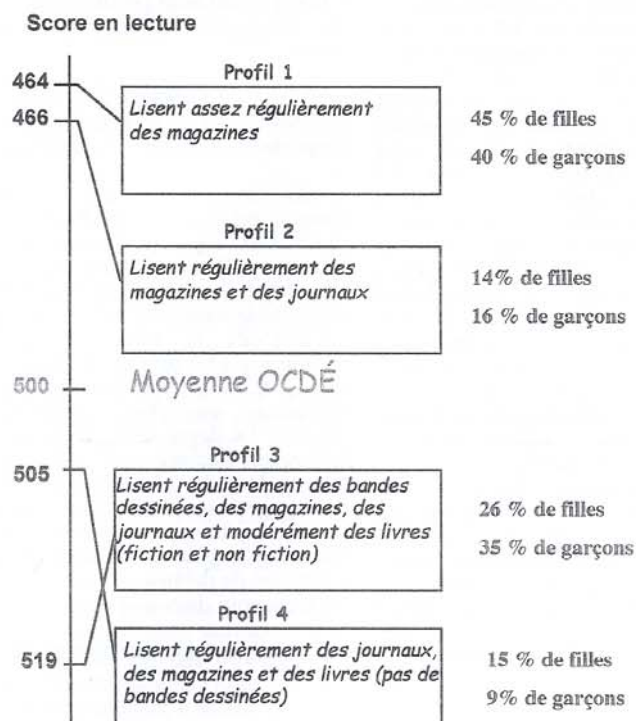 Score en lecture
Profil 1
464
Lisent assez régulièrement
des magazines
45 % de filles
466
40 % de garçons
Profil 2
Lisent régulièrement des
magazines et des journaux
14% de filles
16 % de garçons
500
Moyenne OCDÉ
Profil 3
505
Lisent régulièrement des bandes
dessinées, des magazines, des
journaux et modérément des livres
(fiction et non fiction)
26 % de filles
35 % de garçons
Profil 4
519
Lisent régulièrement des journaux,
des magazines et des livres (pas de
bandes dessinées)
15 % de filles
9% de garçons